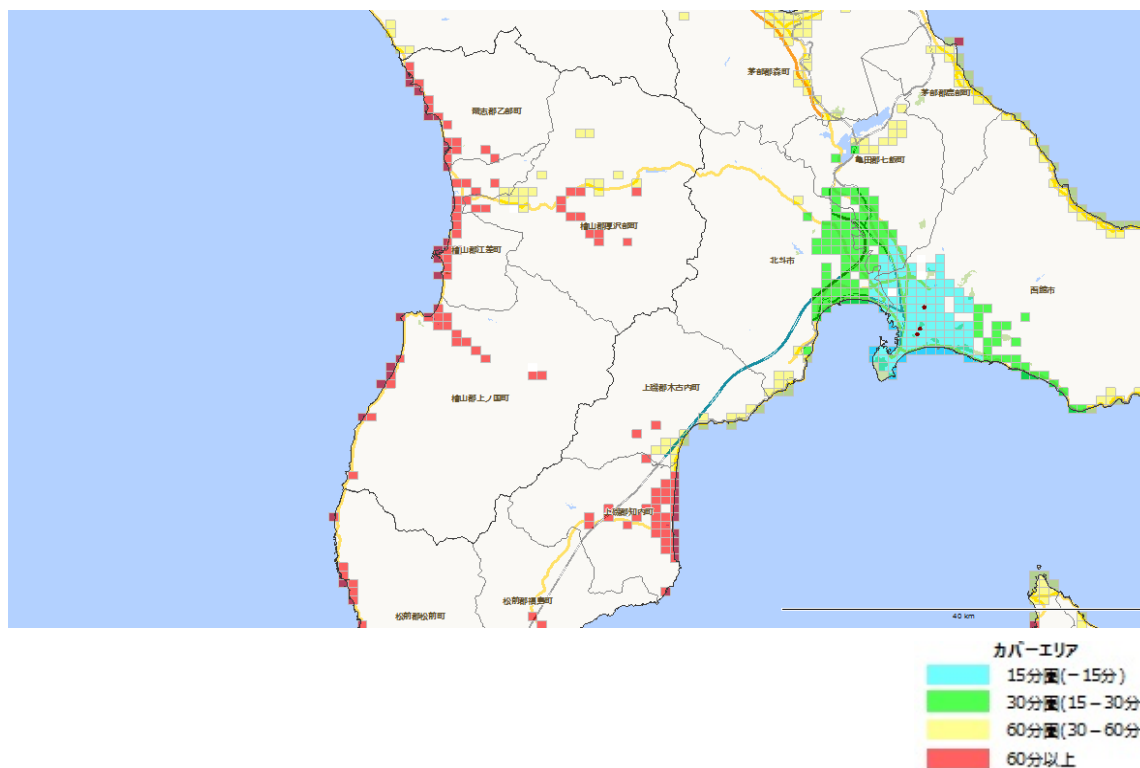 茅部郡森町
茅部郡鹿部町
爾志郡乙部町
亀田郡七飯町
檜山郡厚沢部町
檜山郡江差町
北斗市
函館市
上磯郡木古内町
檜山郡上ノ国町
上磯郡知内町
松前郡福島町
松前郡松前町
40 km
カバーエリア
15分圏(-15分)
30分圏(15-30分
60分圏(30-60分
60分以上